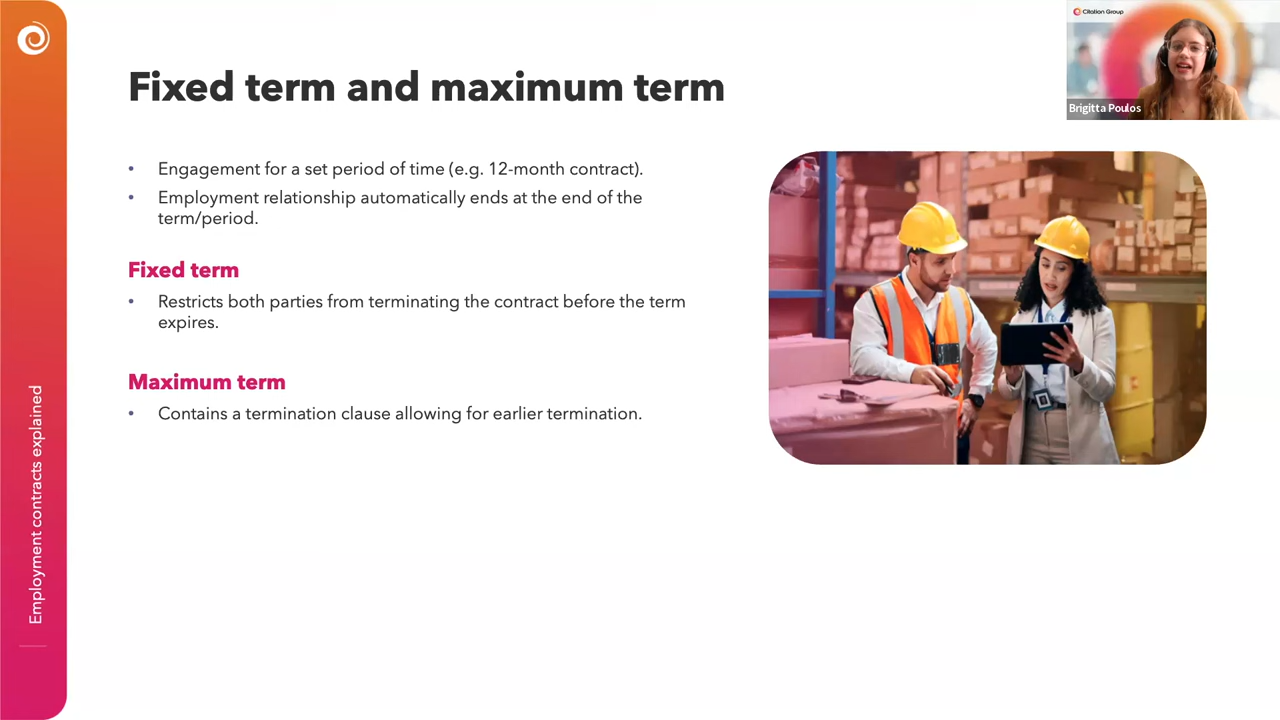 Fixed term and maximum term
• Engagement for a set period of time (e.g. 12-month contract).
• Employment relationship automatically ends at the end of the
term/period.
Fixed term
• Restricts both parties from terminating the contract before the term
expires.
Maximum term
• Contains a termination clause allowing for earlier termination.
Employment contracts explained
Citation Group
Brigitta Poulos